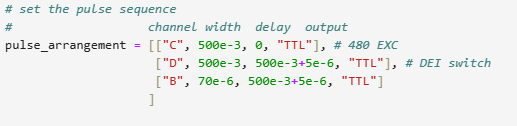 # set the pulse sequence
# channel width delay output
pulse_arrangement = [["C", 500e-3, 0, "TTL"], # 480 EXC
["D", 500e-3, 500e-3+5e-6, "TTL"], # DEI switch
["B", 70e-6, 500e-3+5e-6, "TTL"]
]